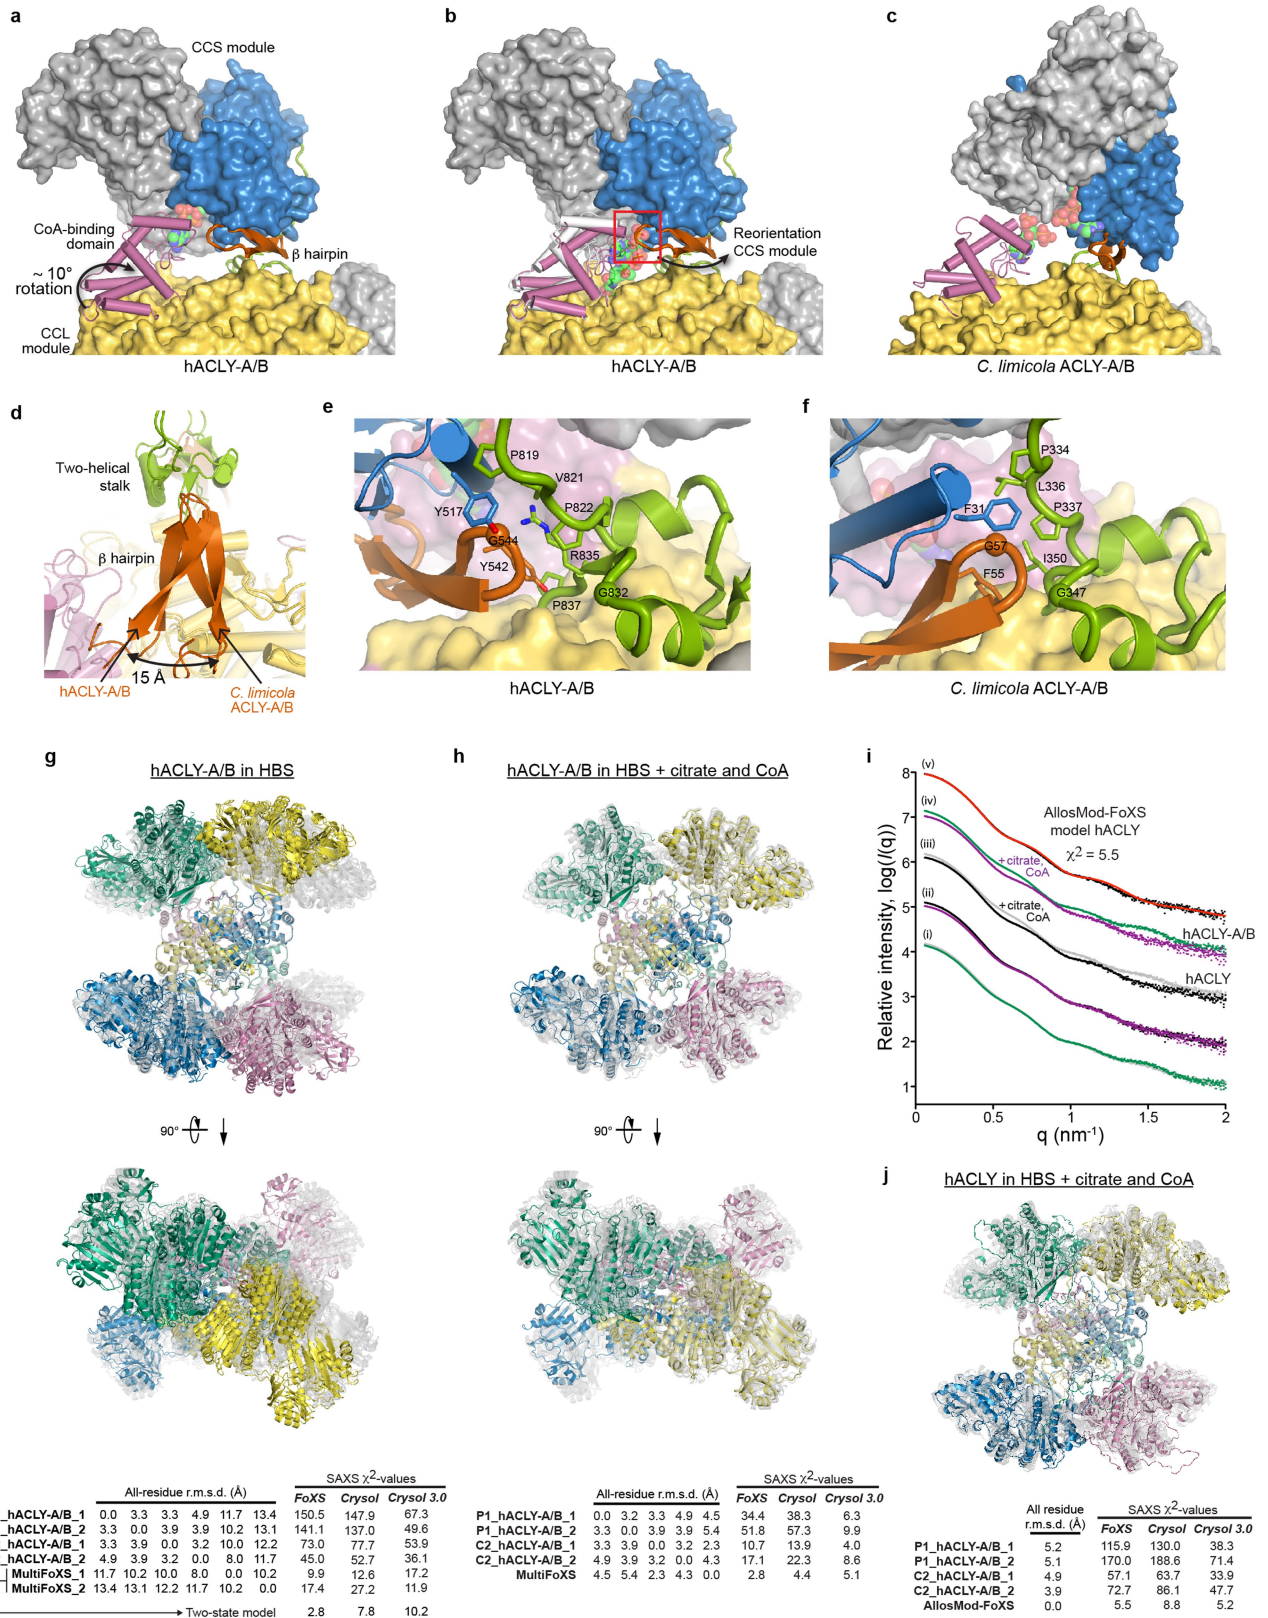 a
CCS module
CoA-binding
domain
~ 10°
rotation
β hairpin
CCL
module
hACLY-A/B
b
Reorientation
CCS module
hACLY-A/B
c
C. limicola ACLY-A/B
d
Two-helical
stalk
β hairpin
15 Å
hACLY-A/B
C. limicola
ACLY-A/B
e
P819
V821
Y517
P822
G544
R835
Y542
G832
P837
hACLY-A/B
f
P334
L336
F31
P337
G57
I350
F55
G347
C. limicola ACLY-A/B
g
hACLY-A/B in HBS
90°
All-residue r.m.s.d. (Å)
SAXS χ2-values
FoXS Crysol Crysol 3.0
_hACLY-A/B_1 0.0 3.3 3.3 4.9 11.7 13.4 150.5 147.9 67.3
_hACLY-A/B_2 3.3 0.0 3.9 3.9 10.2 13.1 141.1 137.0 49.6
_hACLY-A/B_1 3.3 3.9 0.0 3.2 10.0 12.2 73.0 77.7 53.9
_hACLY-A/B_2 4.9 3.9 3.2 0.0 8.0 11.7 45.0 52.7 36.1
MultiFoXS_1 11.7 10.2 10.0 8.0 0.0 10.2 9.9 12.6 17.2
MultiFoXS_2 13.4 13.1 12.2 11.7 10.2 0.0 17.4 27.2 11.9
Two-state model 2.8 7.8 10.2
h
hACLY-A/B in HBS + citrate and CoA
90°
All-residue r.m.s.d. (Å)
SAXS χ2-values
FoXS Crysol Crysol 3.0
P1_hACLY-A/B_1 0.0 3.2 3.3 4.9 4.5 34.4 38.3 6.3
P1_hACLY-A/B_2 3.3 0.0 3.9 3.9 5.4 51.8 57.3 9.9
C2_hACLY-A/B_1 3.3 3.9 0.0 3.2 2.3 10.7 13.9 4.0
C2_hACLY-A/B_2 4.9 3.9 3.2 0.0 4.3 17.1 22.3 8.6
MultiFoXS 4.5 5.4 2.3 4.3 0.0 2.8 4.4 5.1
i
Relative intensity, log(I(q))
8
7
6
5
4
3
2
1
(v)
(iv)
(iii)
(ii)
(i)
AllosMod-FoXS
model hACLY
χ2 = 5.5
+ citrate,
CoA
+ citrate,
CoA
hACLY-A/B
hACLY
0 0.5 1 1.5 2
q (nm-1)
j
hACLY in HBS + citrate and CoA
All residue
r.m.s.d. (Å)
SAXS χ2-values
FoXS Crysol Crysol 3.0
P1_hACLY-A/B_1 5.2 115.9 130.0 38.3
P1_hACLY-A/B_2 5.1 170.0 188.6 71.4
C2_hACLY-A/B_1 4.9 57.1 63.7 33.9
C2_hACLY-A/B_2 3.9 72.7 86.1 47.7
AllosMod-FoXS 0.0 5.5 8.8 5.2